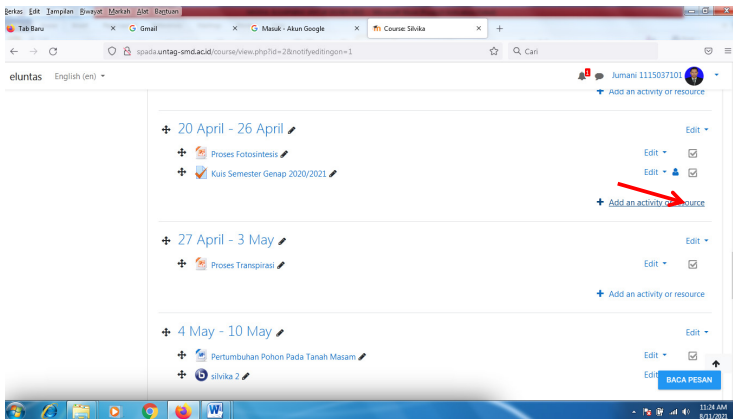 Berkas Edit Tampilan Riwayat Markah Alat Bantuan
Tab Baru × G Gmail × G Masuk - Akun Google × Course: Silvika × +
spada.untag-smd.ac.id/course/view.php?id=2&notifyeditingon=1 Cari
eluntas English (en) Jumani 1115037101
+ Add an activity or resource
20 April - 26 April Edit
Proses Fotosintesis Edit
Kuis Semester Genap 2020/2021 Edit
+ Add an activity or resource
27 April - 3 May Edit
Proses Transpirasi Edit
+ Add an activity or resource
4 May - 10 May Edit
Pertumbuhan Pohon Pada Tanah Masam Edit
b silvika 2 Edit
BACA PESAN
W 11:24 AM
8/11/2021